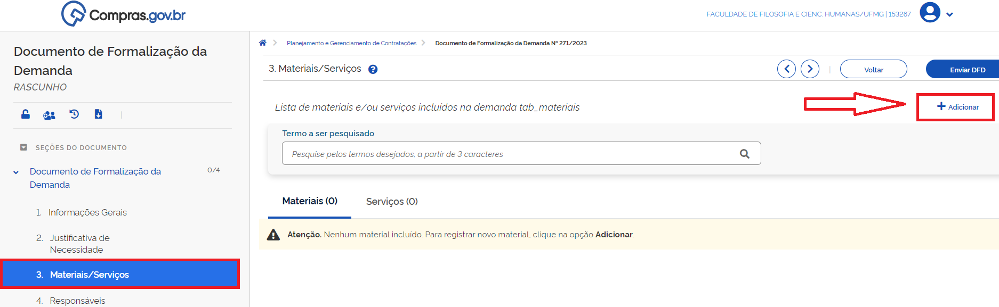 Compras.gov.br
FACULDADE DE FILOSOFIA E CIENC. HUMANAS/UFMG | 153287
Documento de Formalização da
Demanda
RASCUNHO
SEÇÕES DO DOCUMENTO
Documento de Formalização da
Demanda
0/4
1. Informações Gerais
2. Justificativa de
Necessidade
3. Materiais/Serviços
4. Responsáveis
Planejamento e Gerenciamento de Contratações
Documento de Formalização da Demanda Nº 271/2023
3. Materiais/Serviços
Voltar
Enviar DFD
Lista de materiais e/ou serviços incluídos na demanda tab_materiais
Adicionar
Termo a ser pesquisado
Pesquise pelos termos desejados, a partir de 3 caracteres
Materiais (0) Serviços (0)
Atenção. Nenhum material incluído. Para registrar novo material, clique na opção Adicionar.